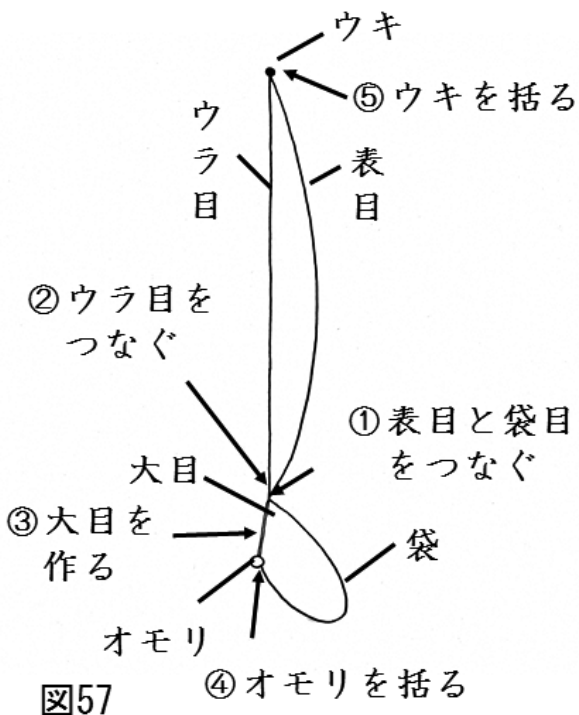 ウキ
⑤ウキを括る
ウラ目
表目
②ウラ目を
つなぐ
①表目と袋目
をつなぐ
大目
③大目を
作る
袋
オモリ
④オモリを括る
図57